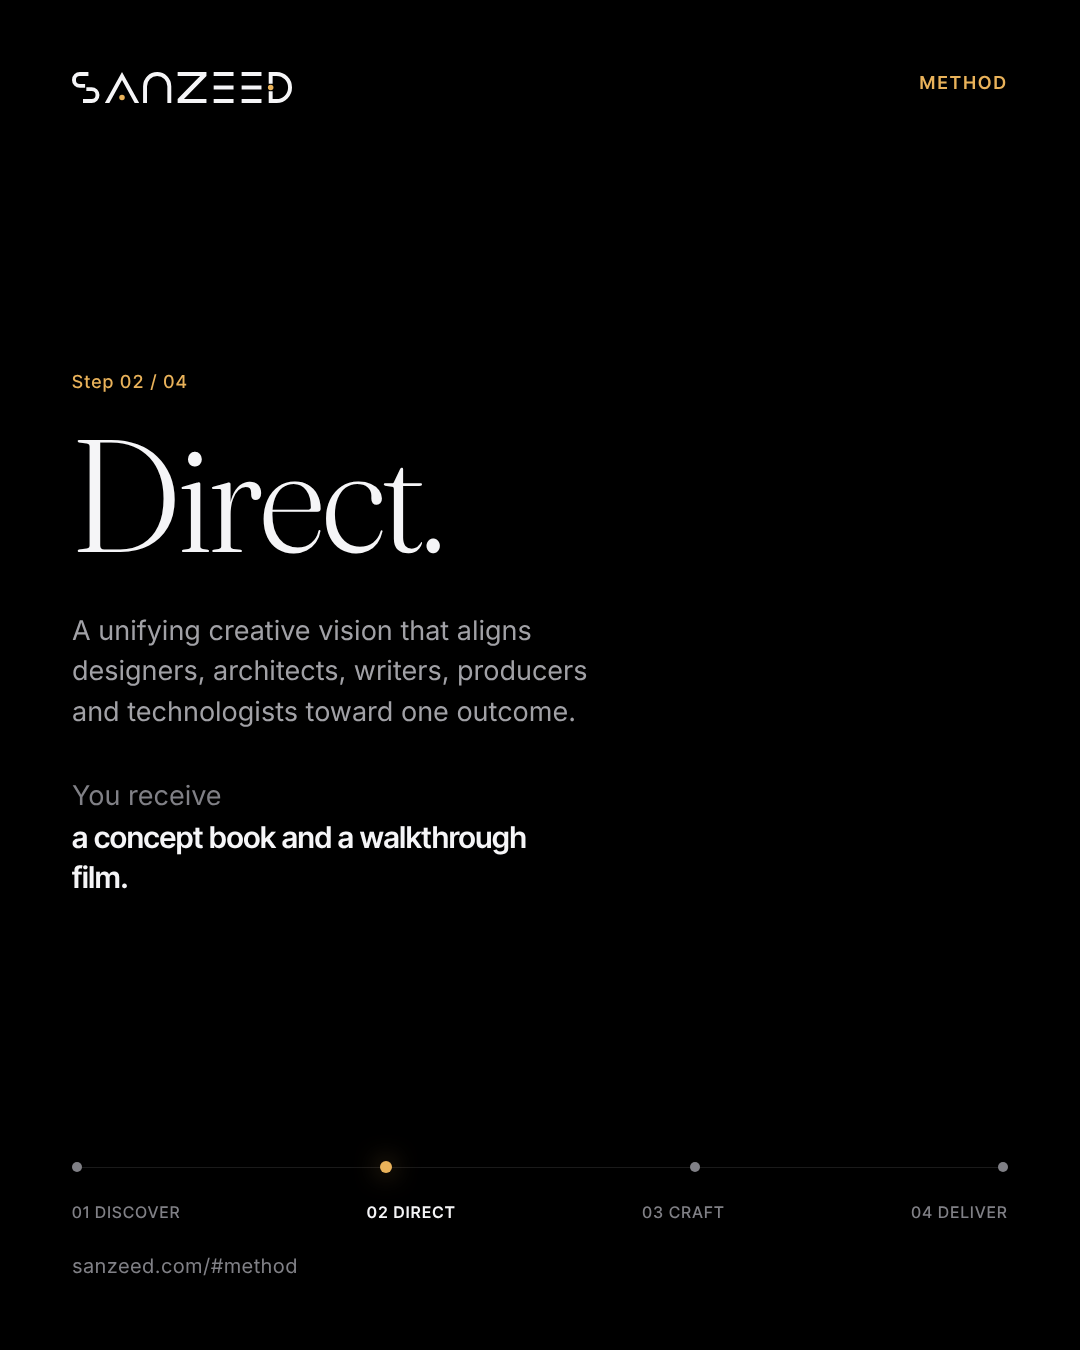 SANZEED
METHOD
Step 02 / 04
Direct.
A unifying creative vision that aligns
designers, architects, writers, producers
and technologists toward one outcome.
You receive
a concept book and a walkthrough
film.
01 DISCOVER
02 DIRECT
03 CRAFT
04 DELIVER
sanzeed.com/#method